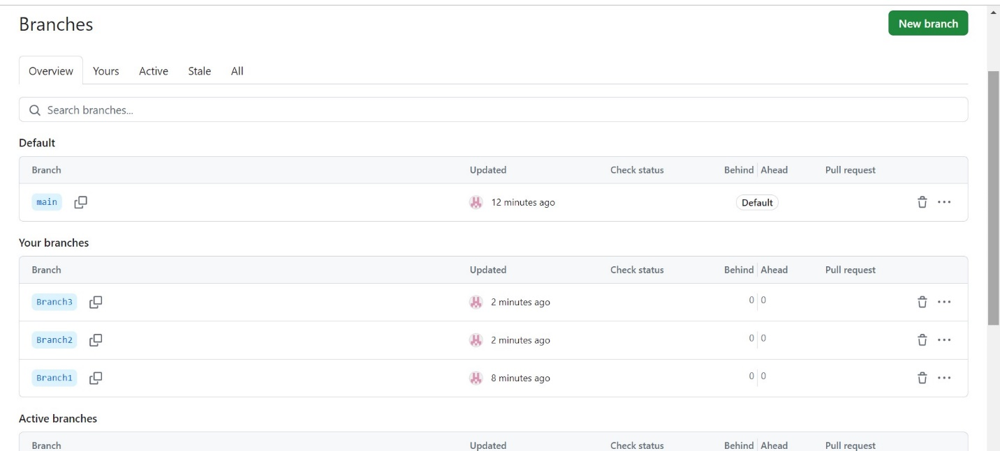 Branches
New branch
Overview Yours Active Stale All
Search branches...
Default
Branch Updated Check status Behind Ahead Pull request
main 12 minutes ago Default
Your branches
Branch Updated Check status Behind Ahead Pull request
Branch3 2 minutes ago 0 0
Branch2 2 minutes ago 0 0
Branch1 8 minutes ago 0 0
Active branches
Branch Updated Check status Behind Ahead Pull request